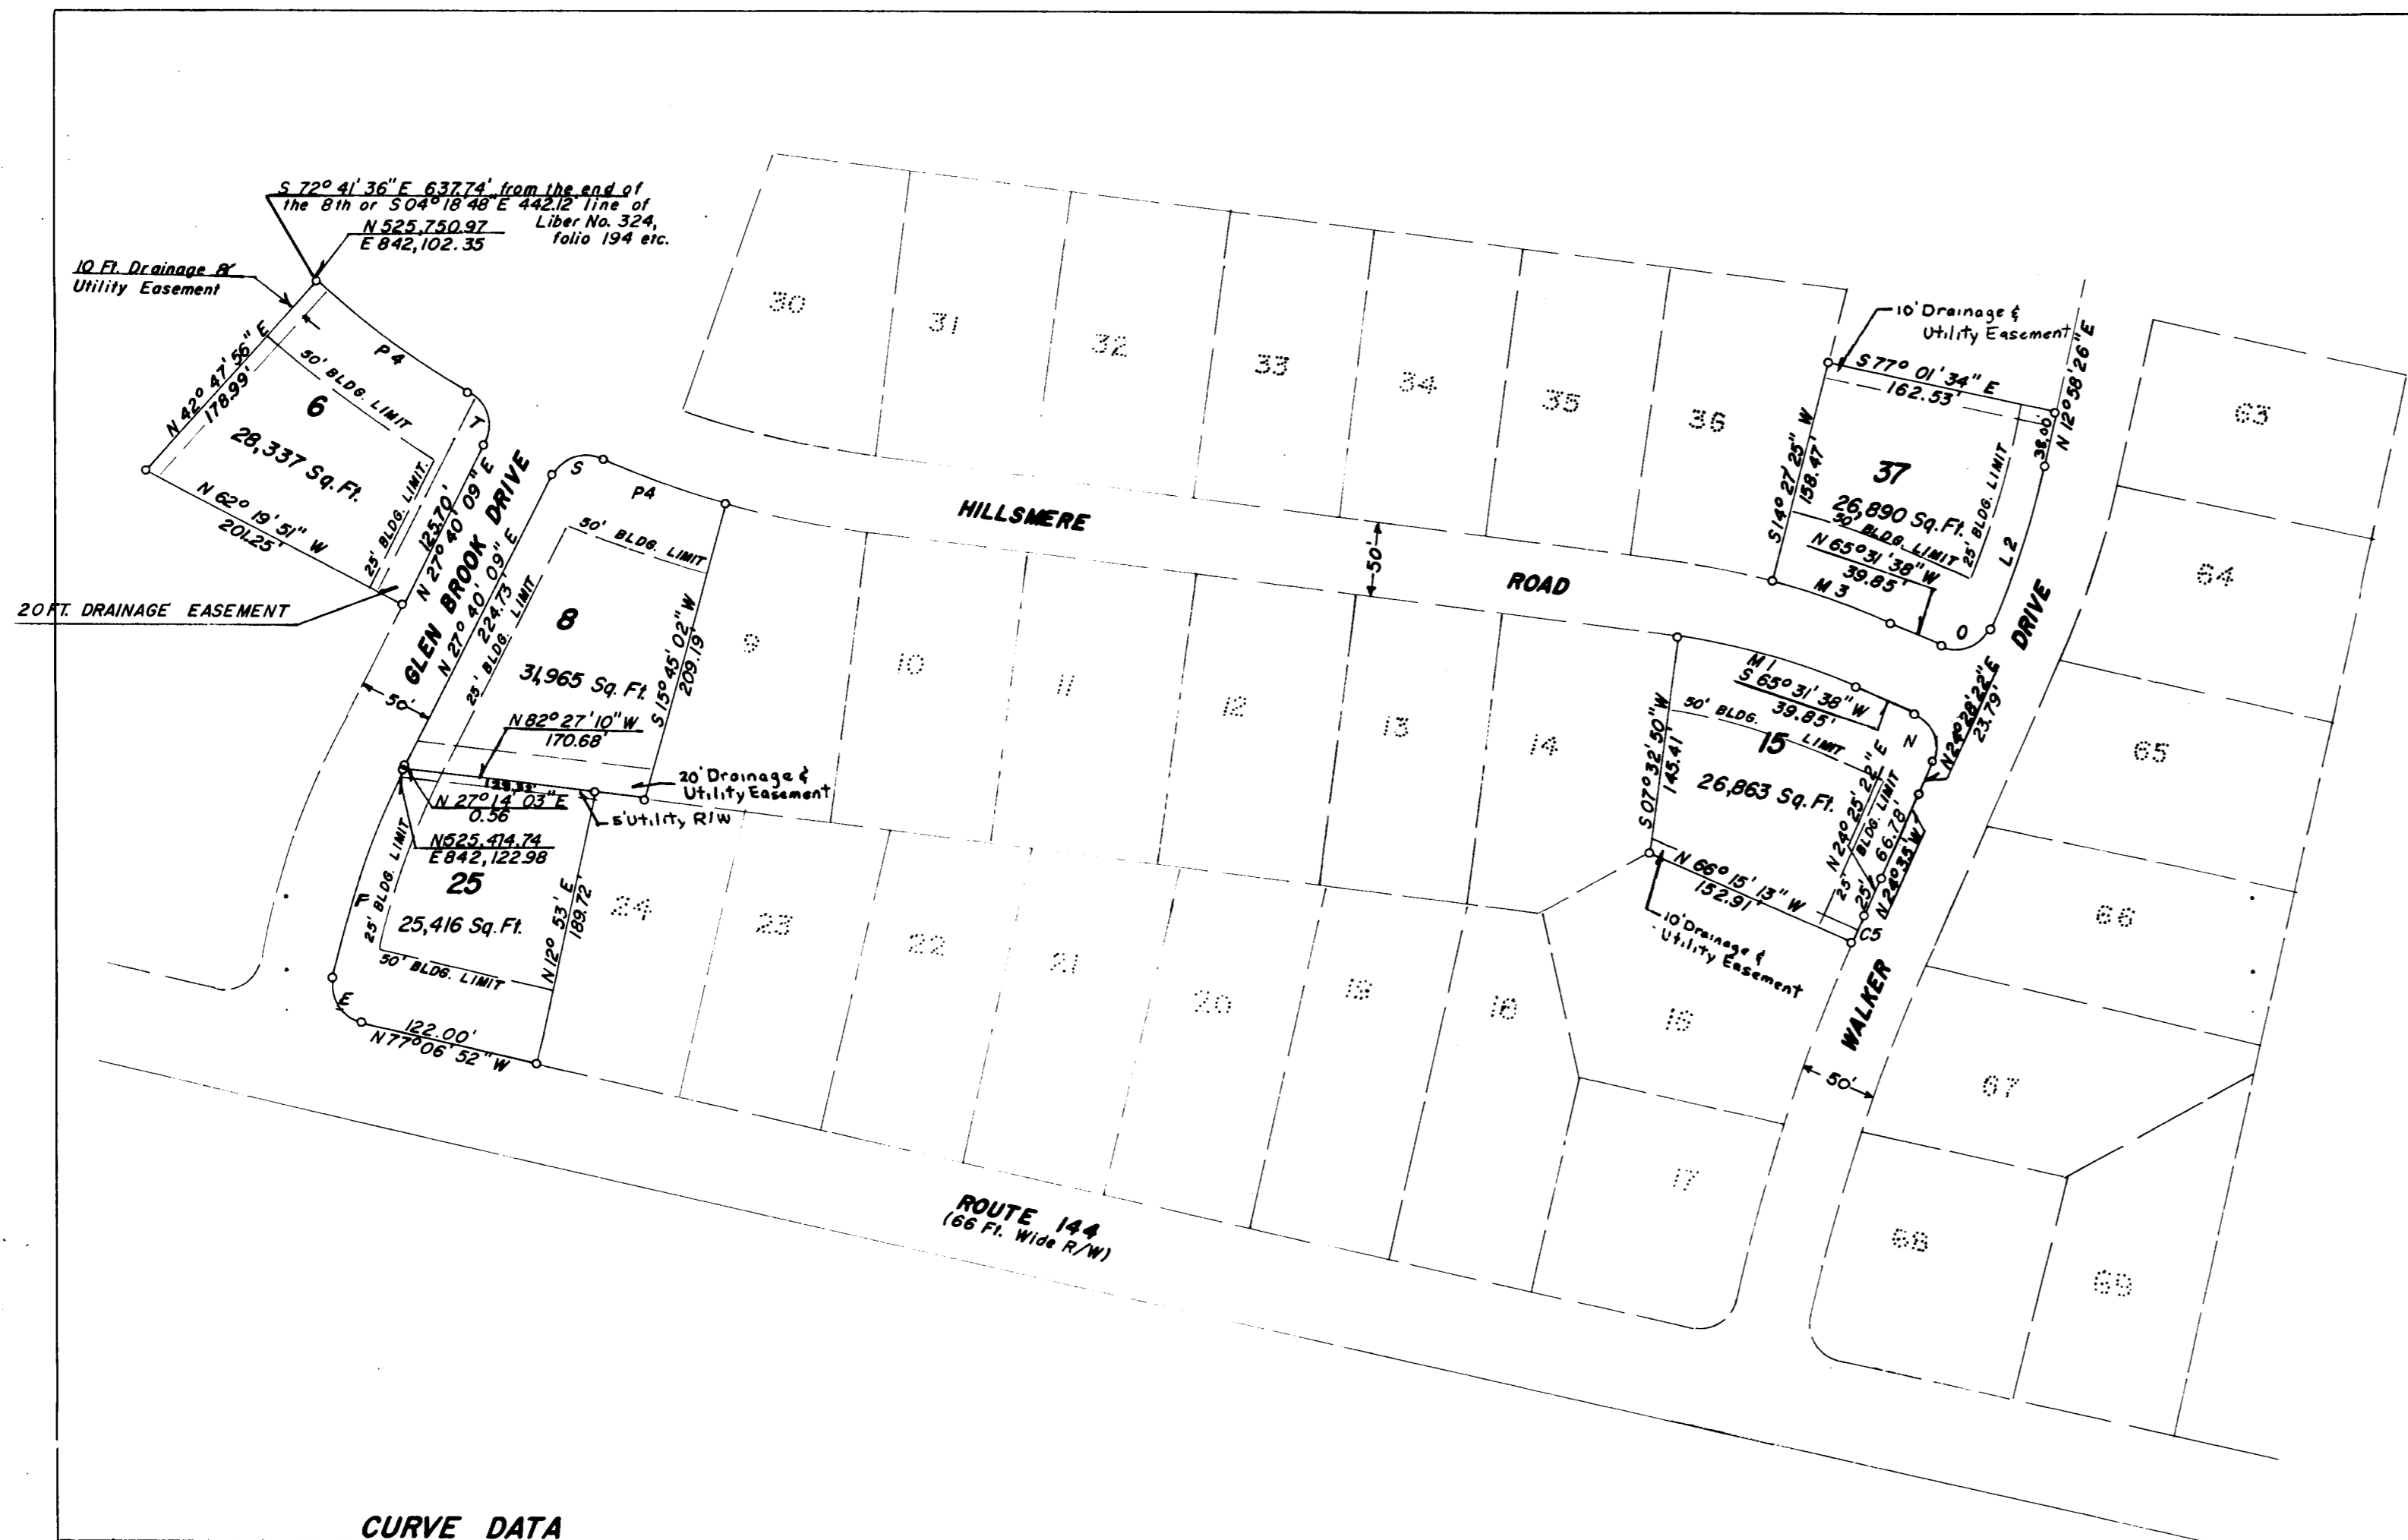 S 72° 41' 36" E 637.74' from the end of
the 8th or S 04° 18' 48" E 442.12' line of
Liber No. 324,
folio 194 etc.
N 525,750.97
E 842,102.35
10 Ft. Drainage &
Utility Easement
N 42° 47' 56" E
178.99'
P4
50' BLDG. LIMIT
6
28,337 Sq. Ft.
T
25' BLDG. LIMIT.
N 62° 19' 51" W
201.25'
125.70'
N 27° 40' 09" E
20 FT. DRAINAGE EASEMENT
GLEN BROOK DRIVE
50'
N 27° 40' 09" E
224.73'
S
P4
50' BLDG. LIMIT
25' BLDG. LIMIT
8
31,965 Sq. Ft.
S 15° 45' 02" W
209.19'
N 82° 27' 10" W
170.68'
20' Drainage &
Utility Easement
5' Utility R/W
N 27° 14' 03" E
0.56
N 525,414.74
E 842,122.98
25
25,416 Sq. Ft.
25' BLDG. LIMIT
50' BLDG. LIMIT
F
E
N 12° 53' E
189.72'
122.00'
N 77° 06' 52" W
30
31
32
33
34
35
36
HILLSMERE
ROAD
50'
9
10
11
12
13
14
24
23
22
21
20
19
18
16
17
10' Drainage &
Utility Easement
S 77° 01' 34" E
162.53'
N 12° 58' 26" E
38.00'
S 14° 27' 25" W
158.47'
37
26,890 Sq. Ft.
50' BLDG. LIMIT
25' BLDG. LIMIT
N 65° 31' 38" W
39.85'
M 3
L 2
O
WALKER DRIVE
M 1
S 65° 31' 38" W
39.85'
50' BLDG. LIMIT
15
26,863 Sq. Ft.
N
N 24° 28' 22" E
23.79'
S 07° 32' 50" W
145.41'
N 24° 25' 22" E
66.78'
25' BLDG. LIMIT
25'
N 24° 35' W
N 66° 15' 13" W
152.91'
C5
10' Drainage &
Utility Easement
50'
63
64
65
66
67
68
69
ROUTE 144
(66 Ft. Wide R/W)
CURVE DATA